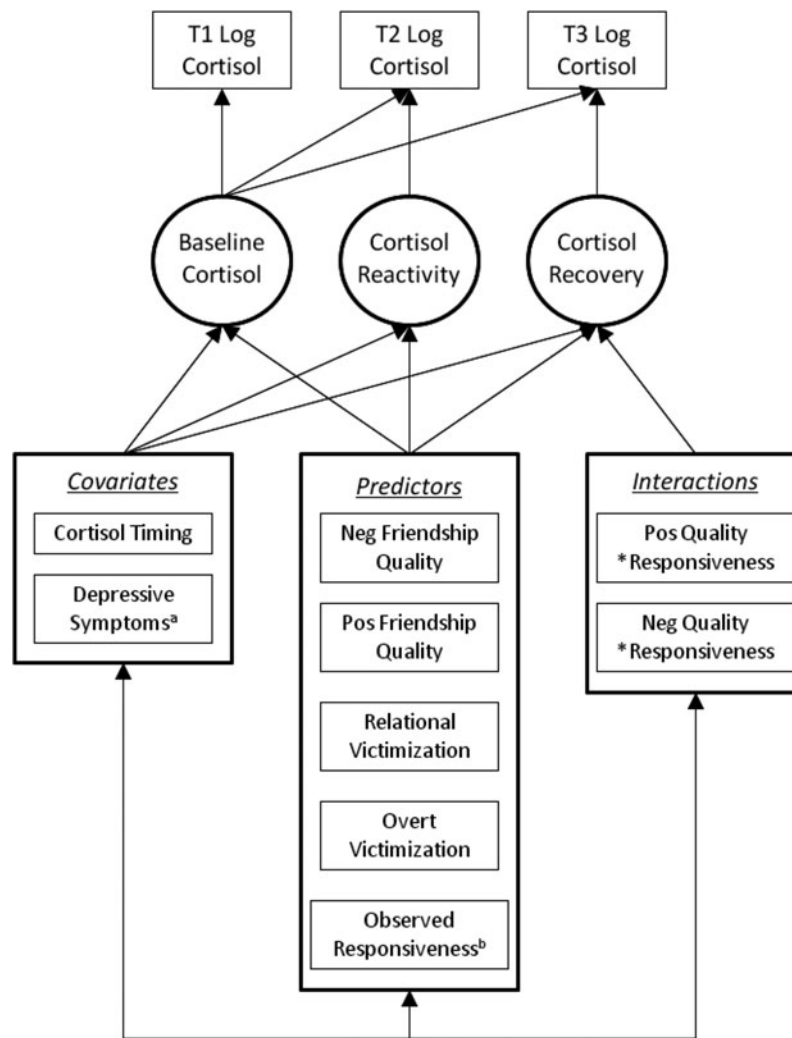 T1 Log
Cortisol
T2 Log
Cortisol
T3 Log
Cortisol
Baseline
Cortisol
Cortisol
Reactivity
Cortisol
Recovery
Covariates
Cortisol Timing
Depressive
Symptomsᵃ
Predictors
Neg Friendship
Quality
Pos Friendship
Quality
Relational
Victimization
Overt
Victimization
Observed
Responsivenessᵇ
Interactions
Pos Quality
*Responsiveness
Neg Quality
*Responsiveness